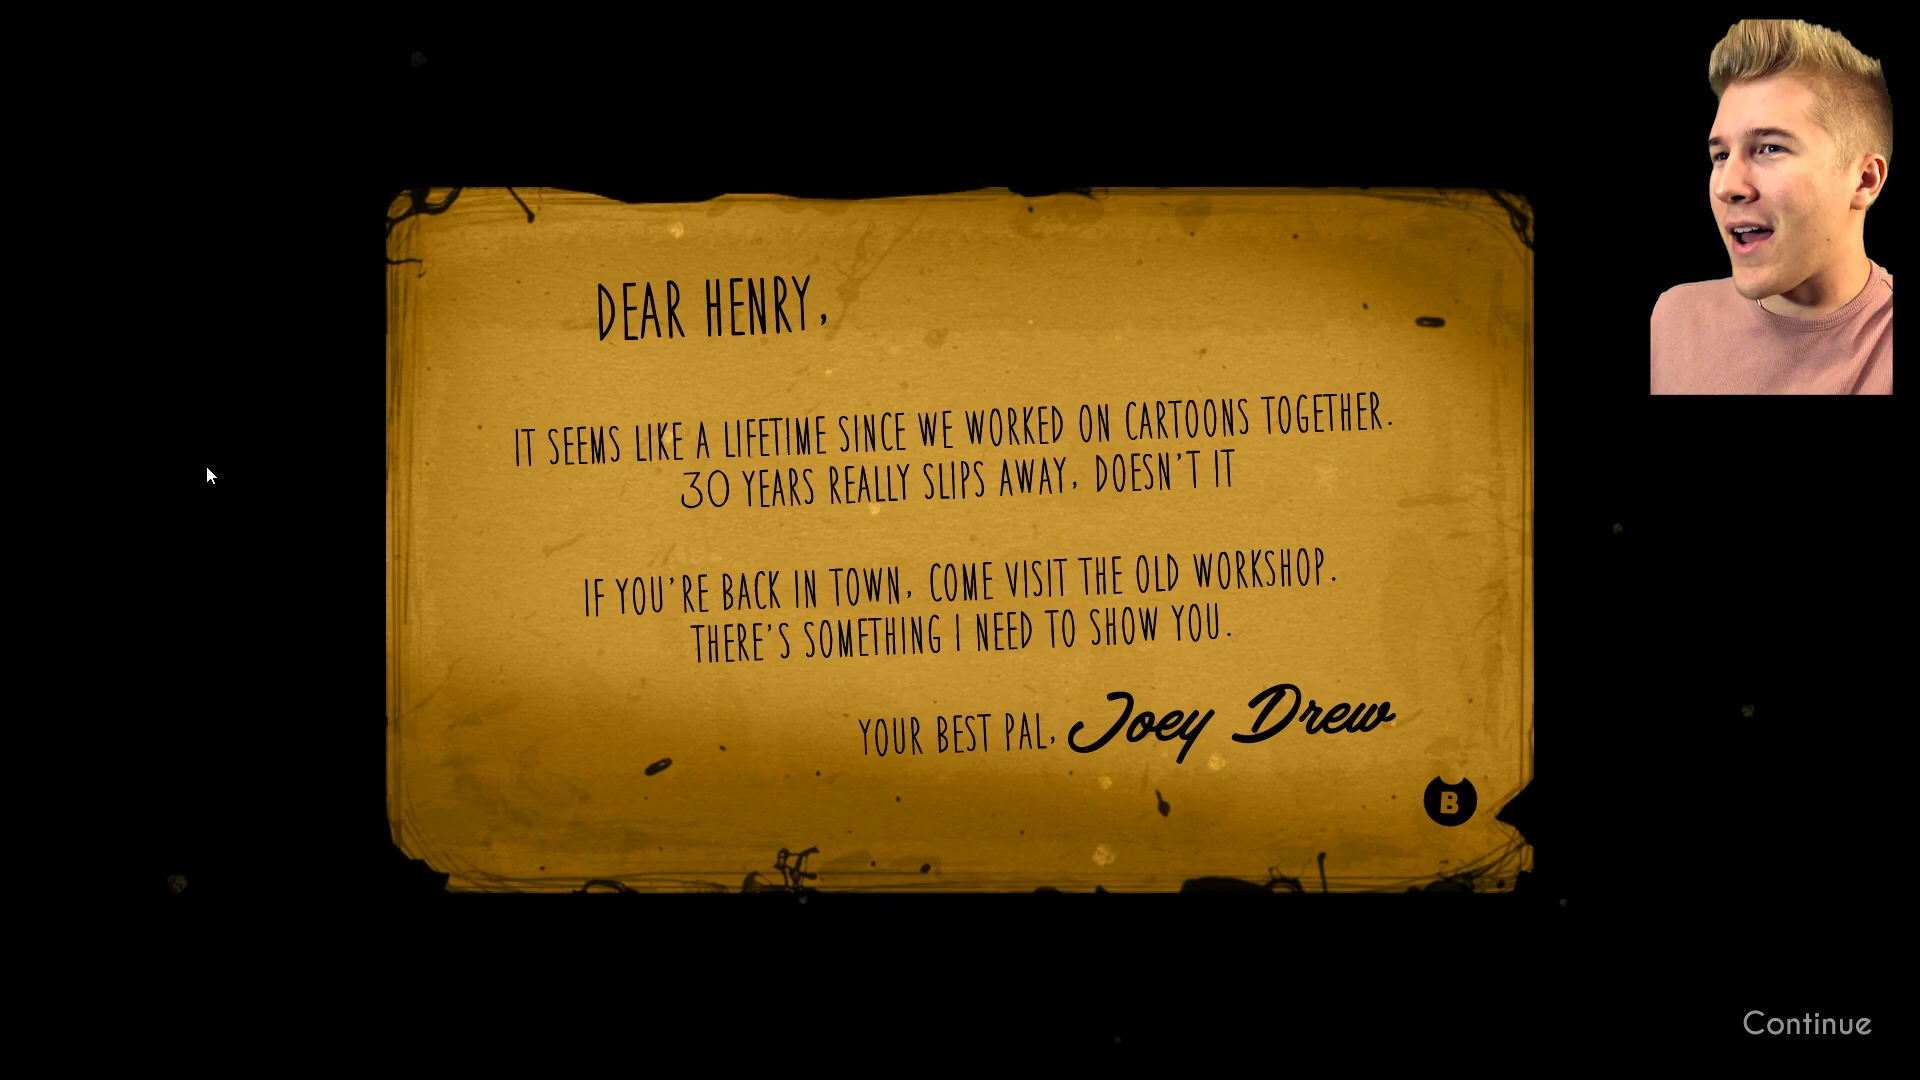 DEAR HENRY,
IT SEEMS LIKE A LIFETIME SINCE WE WORKED ON CARTOONS TOGETHER.
30 YEARS REALLY SLIPS AWAY, DOESN'T IT
IF YOU'RE BACK IN TOWN, COME VISIT THE OLD WORKSHOP.
THERE'S SOMETHING I NEED TO SHOW YOU.
YOUR BEST PAL, Joey Drew
B
Continue